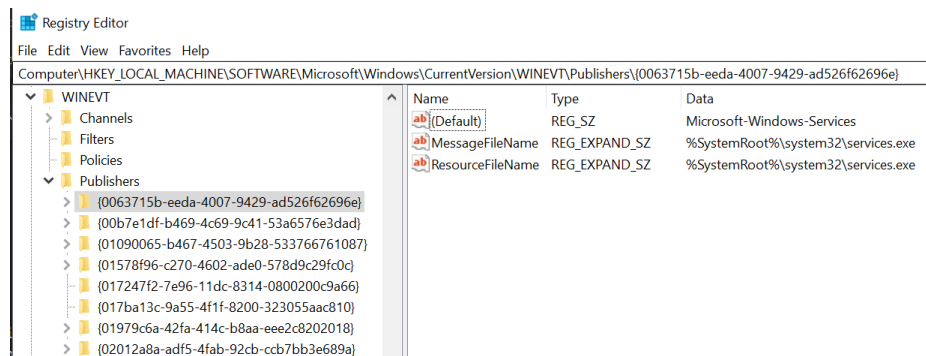 Registry Editor
File Edit View Favorites Help
Computer\HKEY_LOCAL_MACHINE\SOFTWARE\Microsoft\Windows\CurrentVersion\WINEVT\Publishers\{0063715b-eeda-4007-9429-ad526f62696e}
WINEVT
Channels
Filters
Policies
Publishers
{0063715b-eeda-4007-9429-ad526f62696e}
{00b7e1df-b469-4c69-9c41-53a6576e3dad}
{01090065-b467-4503-9b28-533766761087}
{01578f96-c270-4602-ade0-578d9c29fc0c}
{017247f2-7e96-11dc-8314-0800200c9a66}
{017ba13c-9a55-4f1f-8200-323055aac810}
{01979c6a-42fa-414c-b8aa-eee2c8202018}
{02012a8a-adf5-4fab-92cb-ccb7bb3e689a}
Name Type Data
ab (Default) REG_SZ Microsoft-Windows-Services
ab MessageFileName REG_EXPAND_SZ %SystemRoot%\system32\services.exe
ab ResourceFileName REG_EXPAND_SZ %SystemRoot%\system32\services.exe